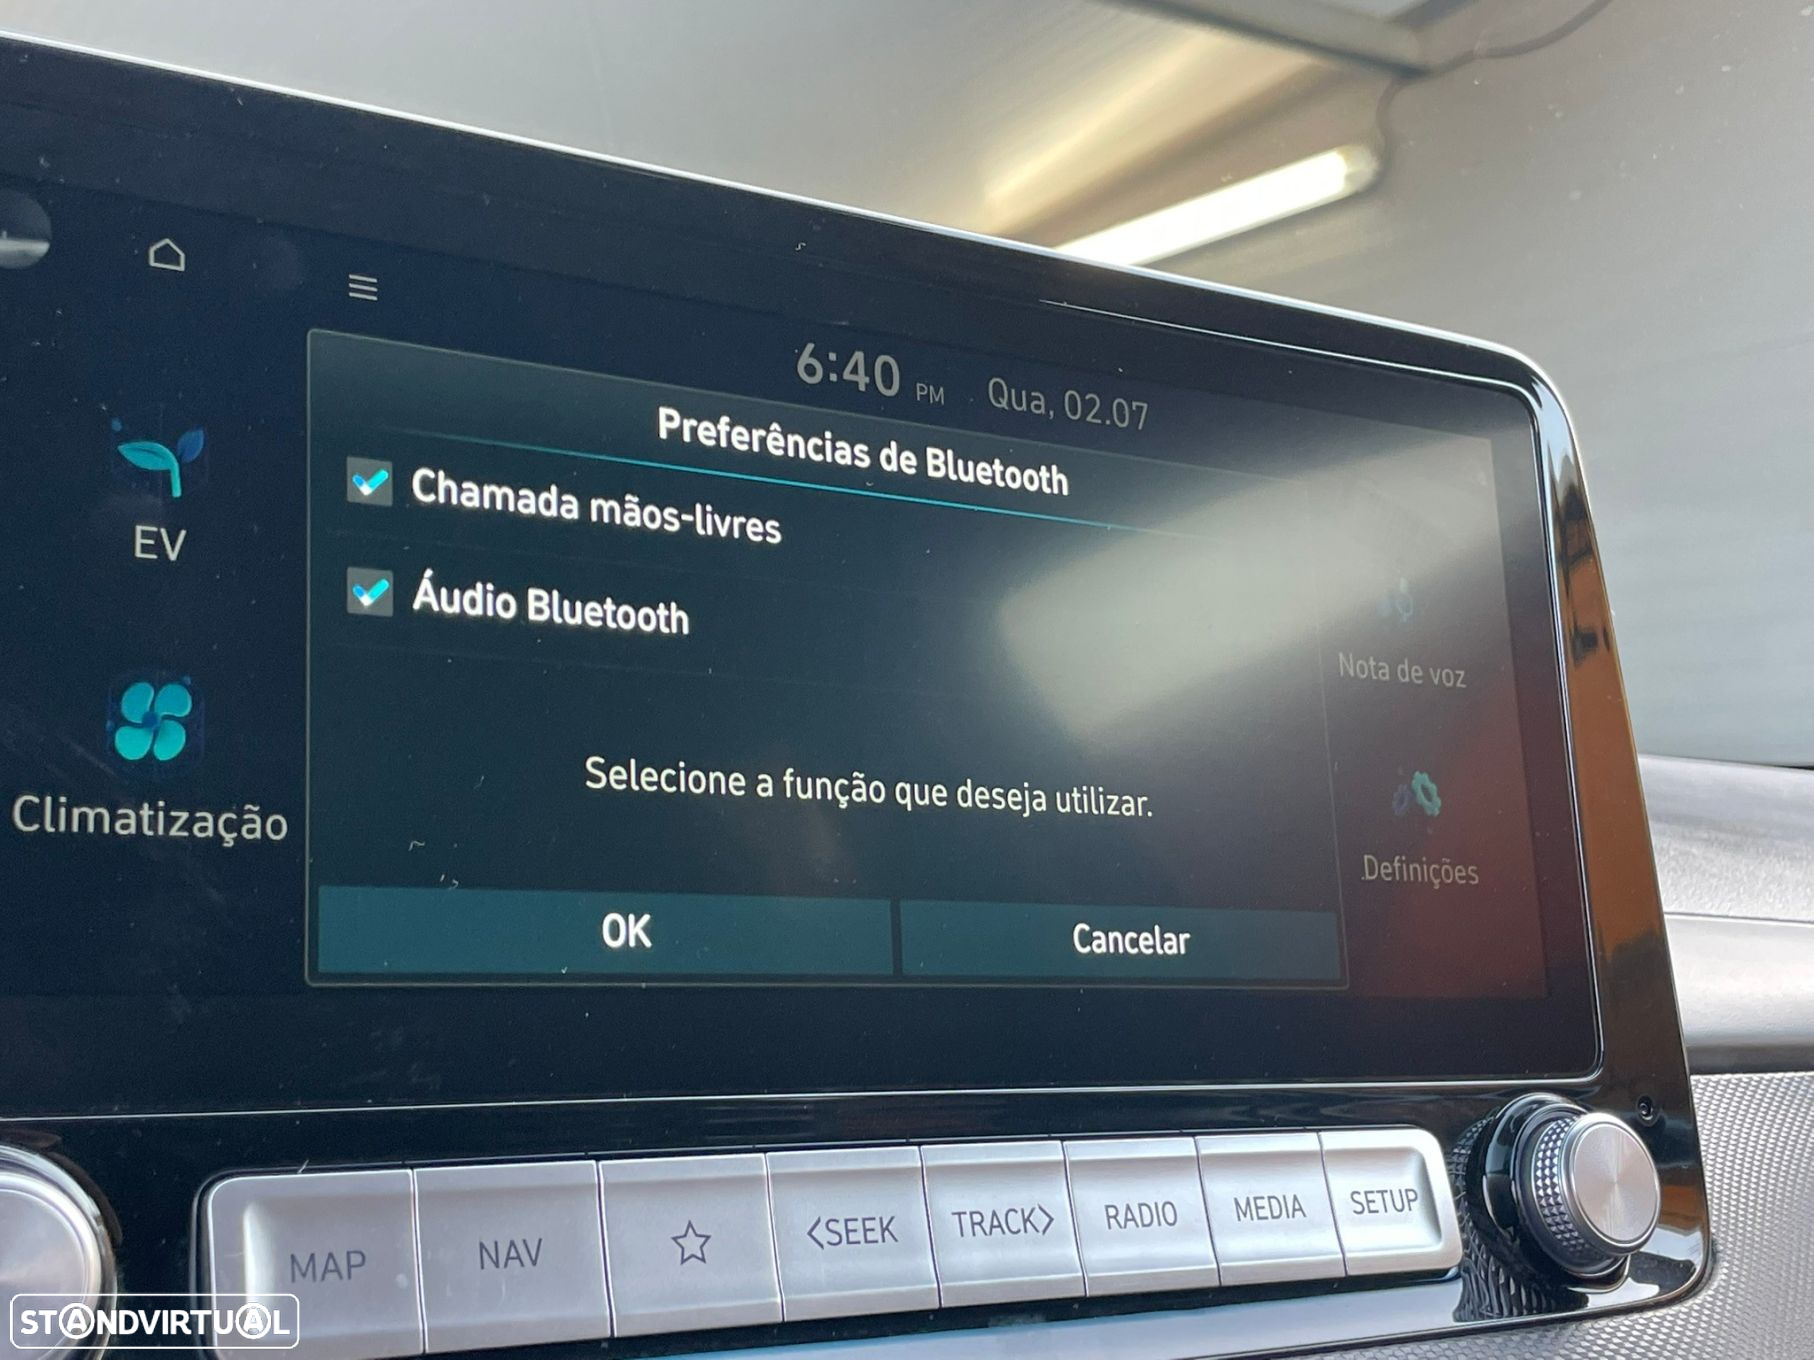 6:40 PM Qua, 02.07
Preferências de Bluetooth
Chamada mãos-livres
Áudio Bluetooth
Selecione a função que deseja utilizar.
OK
Cancelar
EV
Climatização
Nota de voz
Definições
MAP
NAV
<SEEK
TRACK>
RADIO
MEDIA
SETUP
STANDVIRTUAL